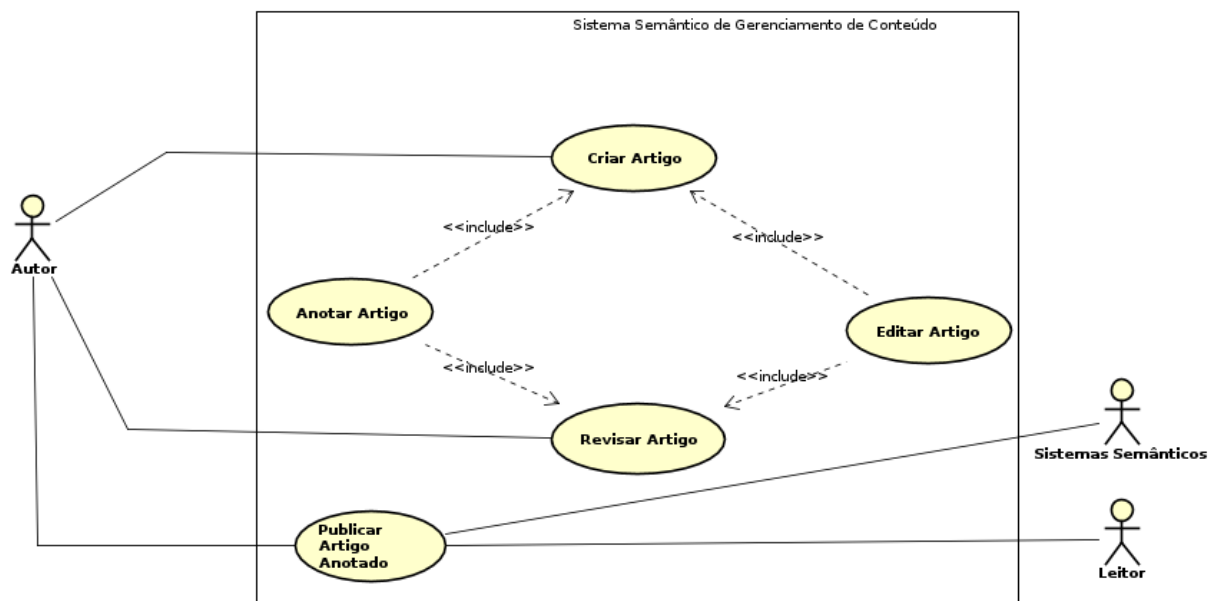 Sistema Semântico de Gerenciamento de Conteúdo
Criar Artigo
<<include>>
<<include>>
Autor
Anotar Artigo
Editar Artigo
<<include>>
<<include>>
Revisar Artigo
Sistemas Semânticos
Publicar
Artigo
Anotado
Leitor